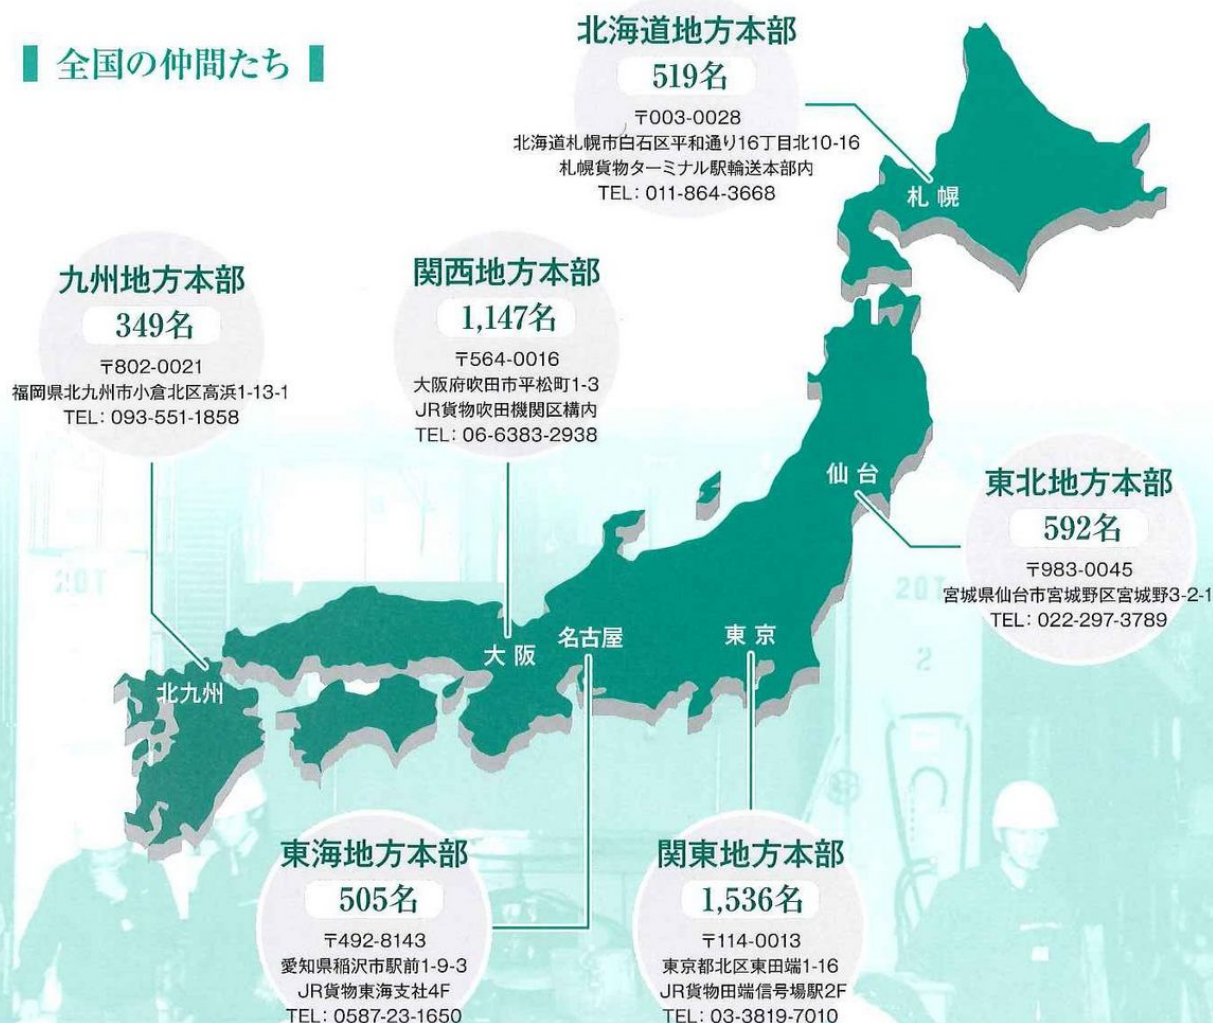 全国の仲間たち
北海道地方本部
519名
〒003-0028
北海道札幌市白石区平和通り16丁目北10-16
札幌貨物ターミナル駅輸送本部内
TEL: 011-864-3668
札幌
九州地方本部
349名
〒802-0021
福岡県北九州市小倉北区高浜1-13-1
TEL: 093-551-1858
関西地方本部
1,147名
〒564-0016
大阪府吹田市平松町1-3
JR貨物吹田機関区構内
TEL: 06-6383-2938
仙台
東北地方本部
592名
〒983-0045
宮城県仙台市宮城野区宮城野3-2-1
TEL: 022-297-3789
20T
20T
2
大阪
名古屋
東京
北九州
東海地方本部
505名
〒492-8143
愛知県稲沢市駅前1-9-3
JR貨物東海支社4F
TEL: 0587-23-1650
関東地方本部
1,536名
〒114-0013
東京都北区東田端1-16
JR貨物田端信号場駅2F
TEL: 03-3819-7010